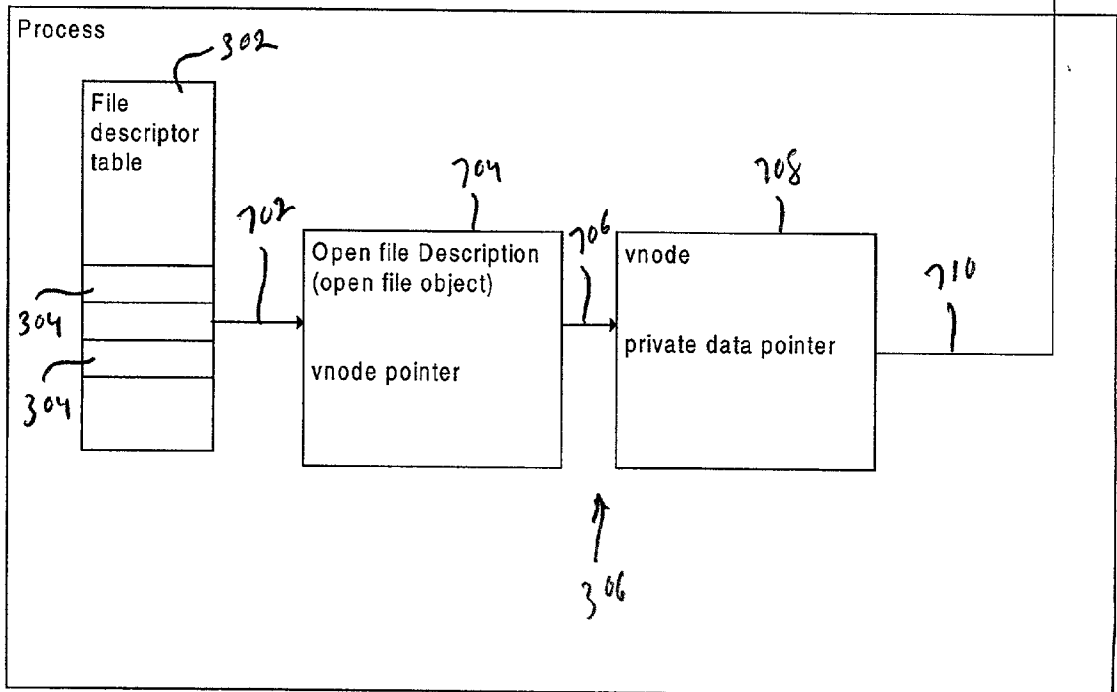 Process
302
File
descriptor
table
304
304
702
704
Open file Description
(open file object)
vnode pointer
706
306
708
vnode
private data pointer
710